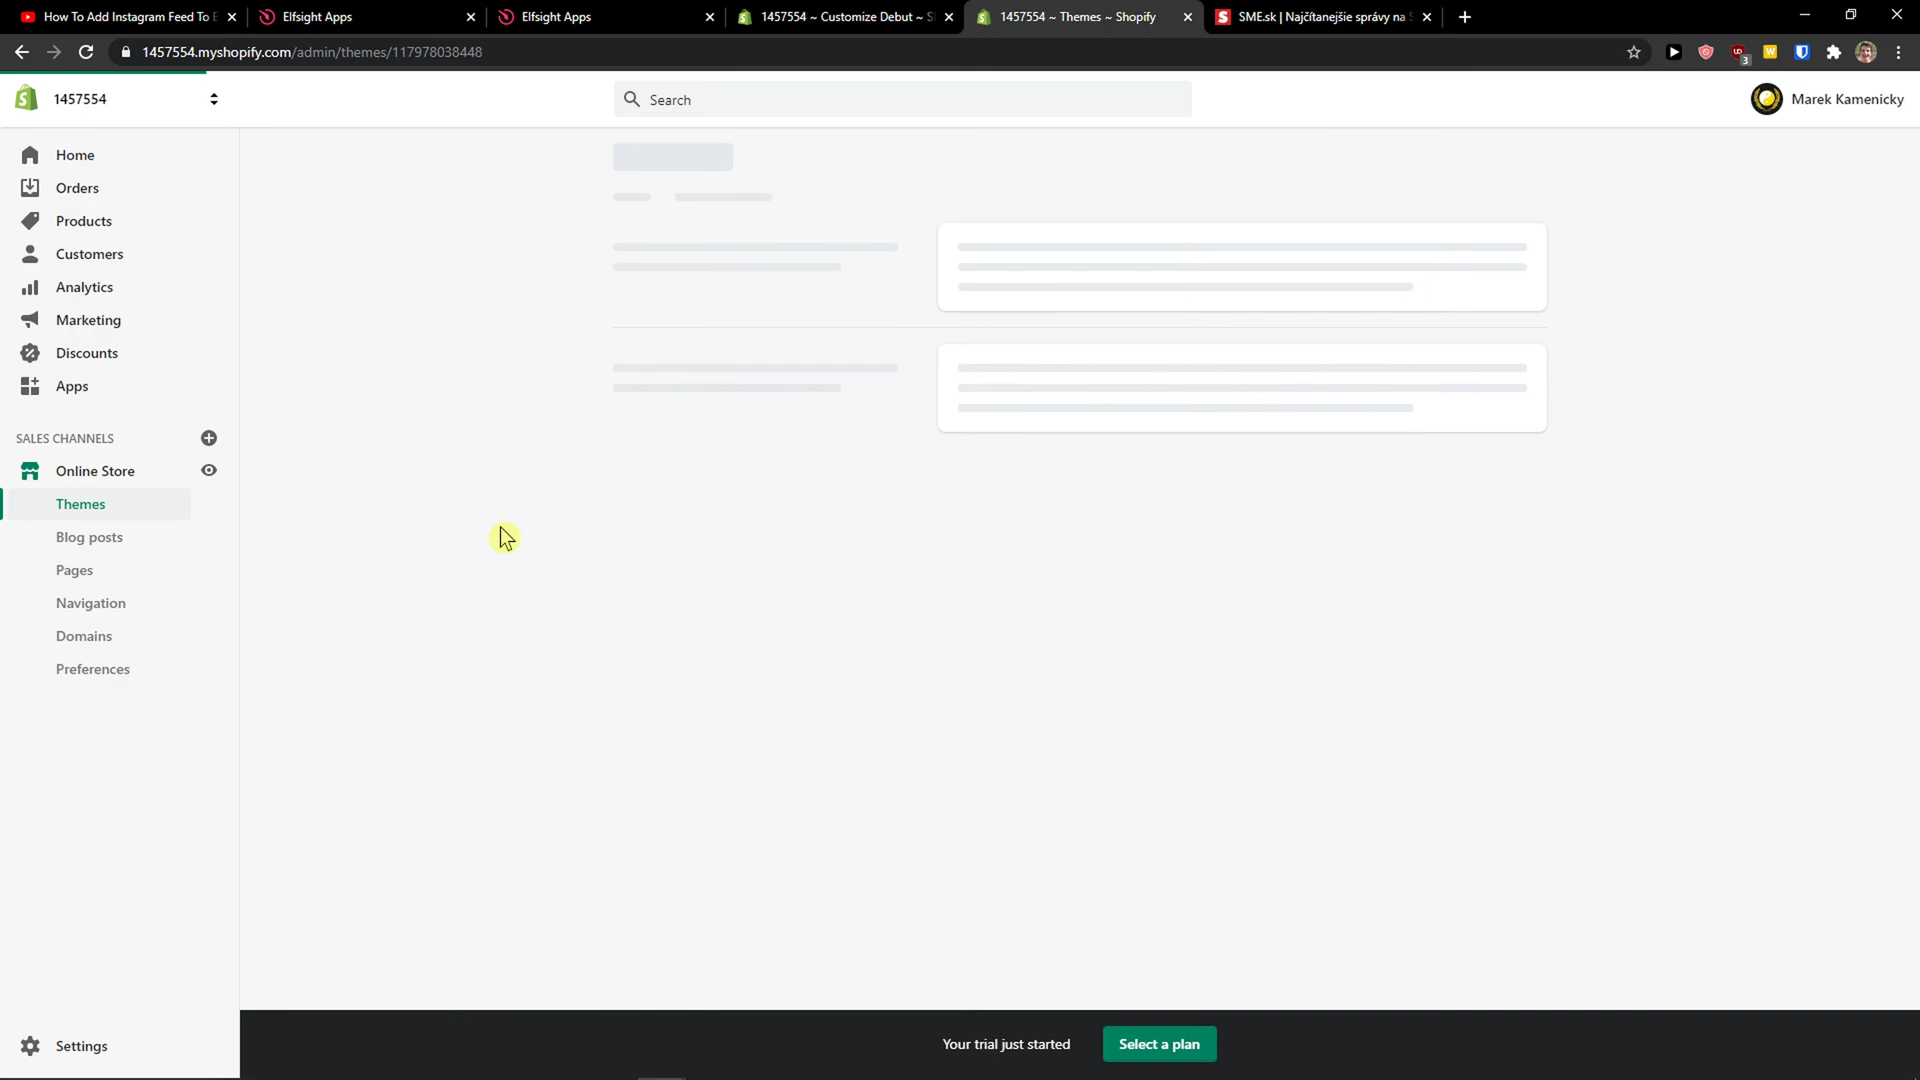 How To Add Instagram Feed To E
Elfsight Apps
Elfsight Apps
1457554 ~ Customize Debut ~ S
1457554 ~ Themes ~ Shopify
SME.sk | Najčítanejšie správy na S
1457554.myshopify.com/admin/themes/117978038448
3
1457554
Search
Marek Kamenicky
Home
Orders
Products
Customers
Analytics
Marketing
Discounts
Apps
SALES CHANNELS
Online Store
Themes
Blog posts
Pages
Navigation
Domains
Preferences
Settings
Your trial just started
Select a plan